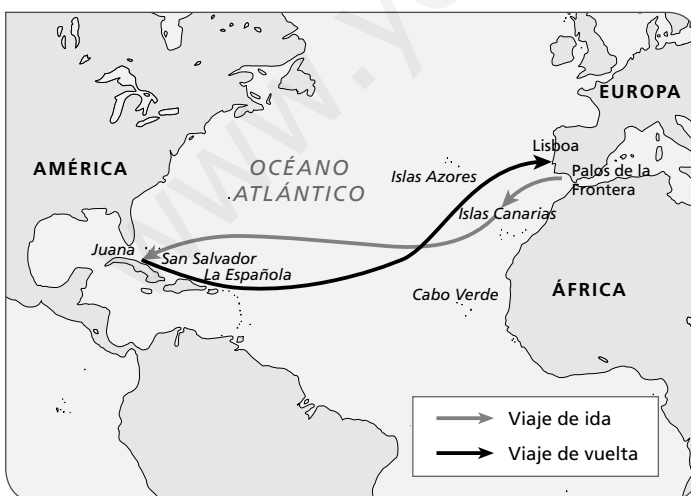 www.y
EUROPA
Lisboa
AMÉRICA
OCÉANO
ATLÁNTICO
Islas Azores
Palos de la
Frontera
Islas Canarias
Juana
San Salvador
La Española
Cabo Verde
ÁFRICA
Viaje de ida
Viaje de vuelta